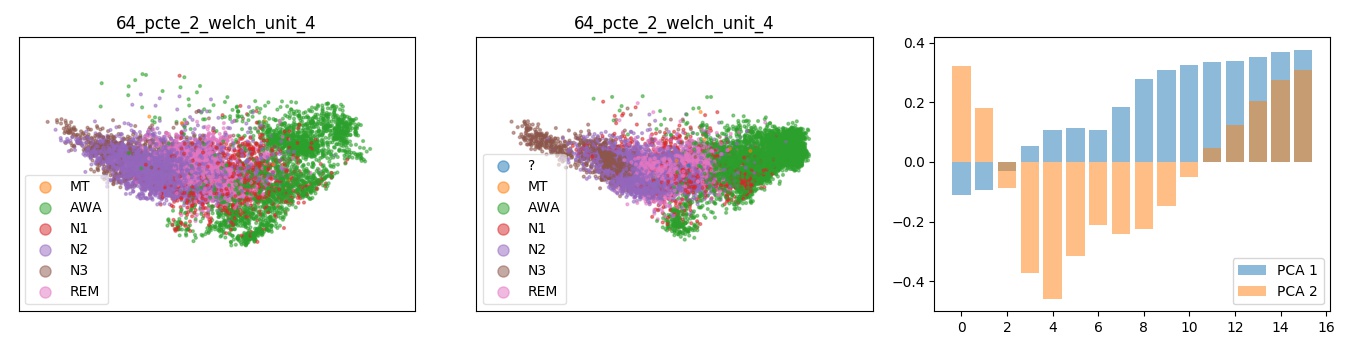 64_pcte_2_welch_unit_4
MT
AWA
N1
N2
N3
REM
64_pcte_2_welch_unit_4
?
MT
AWA
N1
N2
N3
REM
0.4
0.2
0.0
−0.2
−0.4
0 2 4 6 8 10 12 14 16
PCA 1
PCA 2